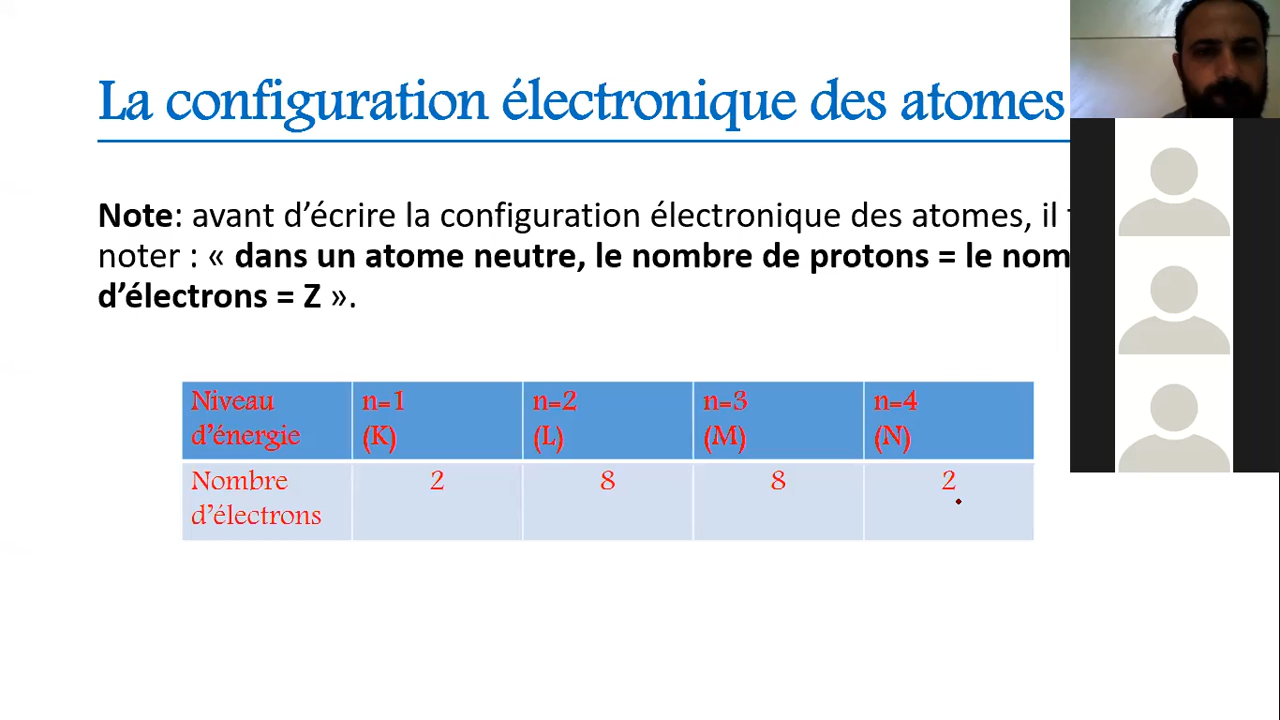 La configuration électronique des atomes
Note: avant d’écrire la configuration électronique des atomes, il
noter : « dans un atome neutre, le nombre de protons = le nom
d’électrons = Z ».
Niveau d’énergie
n=1 (K)
n=2 (L)
n=3 (M)
n=4 (N)
Nombre d’électrons
2
8
8
2